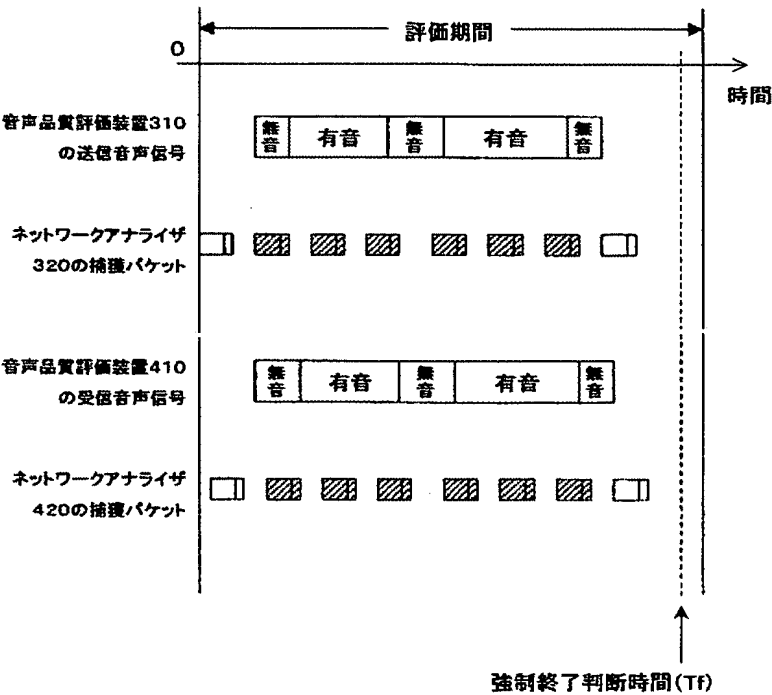 評価期間
0
時間
音声品質評価装置310
の送信音声信号
無音 有音 無音 有音 無音
ネットワークアナライザ
320の捕獲パケット
音声品質評価装置410
の受信音声信号
無音 有音 無音 有音 無音
ネットワークアナライザ
420の捕獲パケット
強制終了判断時間(Tf)